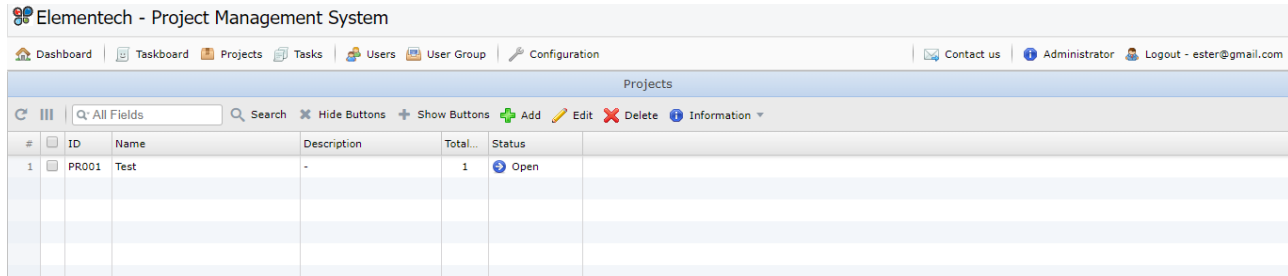 Elementech - Project Management System
Dashboard Taskboard Projects Tasks Users User Group Configuration Contact us Administrator Logout - ester@gmail.com
Projects
All Fields Search Hide Buttons Show Buttons Add Edit Delete Information
# ID Name Description Total... Status
1 PR001 Test - 1 Open